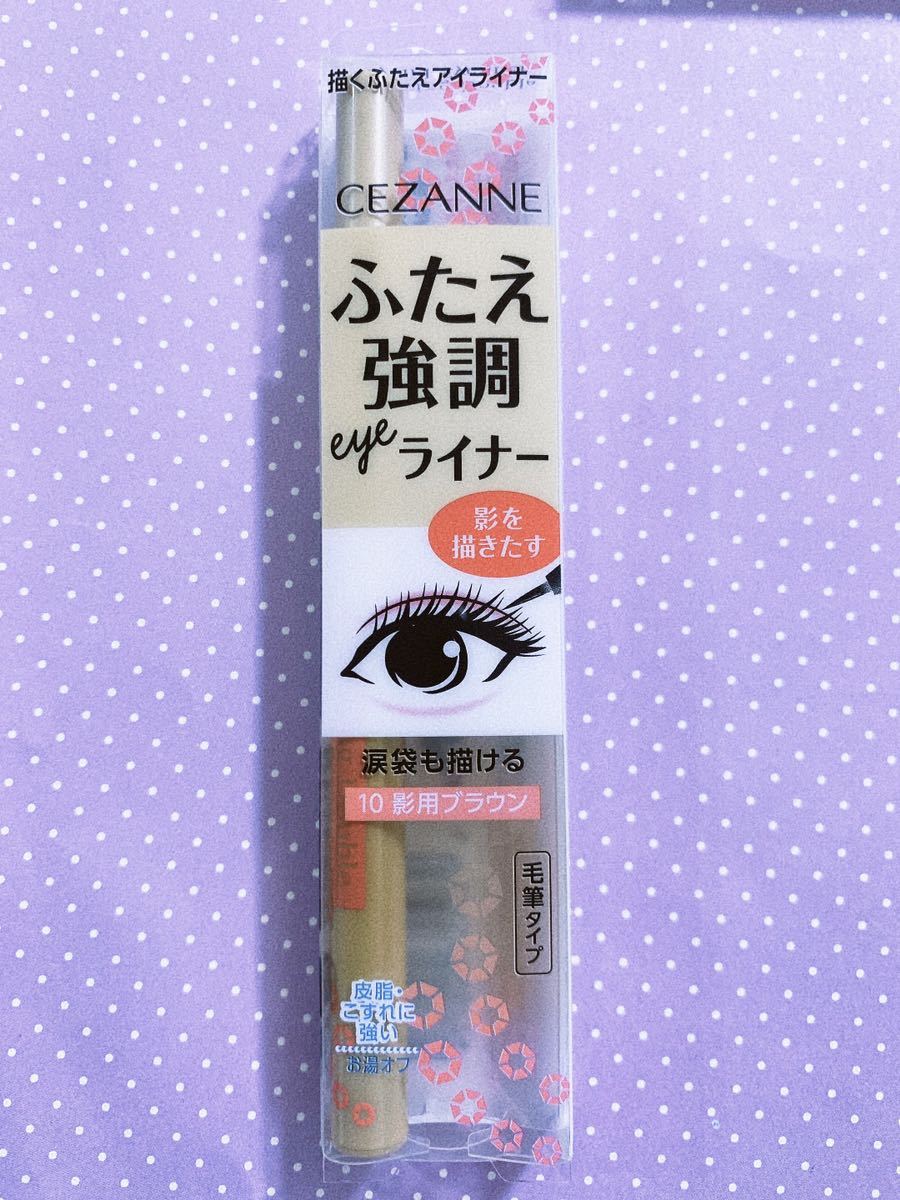 描くふたえアイライナー
CEZANNE
ふたえ
強調
eye ライナー
影を
描きたす
涙袋も描ける
10 影用ブラウン
毛筆タイプ
皮脂・
こすれに
強い
お湯オフ